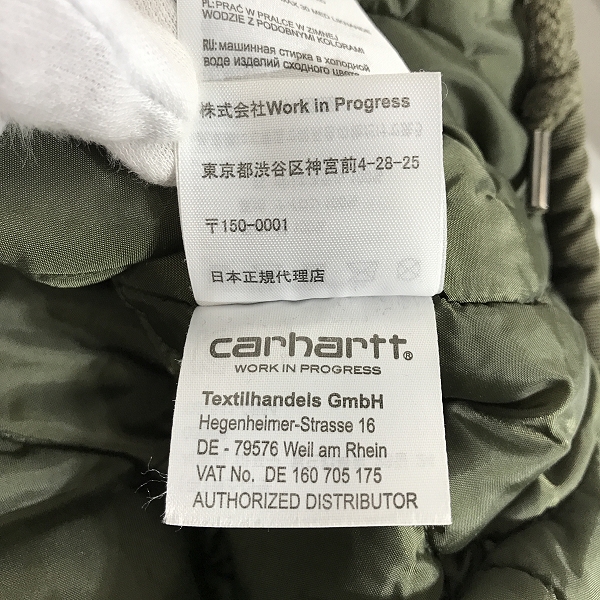 MAX 30
PL: PRAĆ W PRALCE W ZIMNEJ
WODZIE Z PODOBNYMI KOLORAMI
RU: машинная стирка в холодной
воде изделий сходного цвета
株式会社Work in Progress
東京都渋谷区神宮前4-28-25
〒150-0001
日本正規代理店
carhartt®
WORK IN PROGRESS
Textilhandels GmbH
Hegenheimer-Strasse 16
DE - 79576 Weil am Rhein
VAT No. DE 160 705 175
AUTHORIZED DISTRIBUTOR